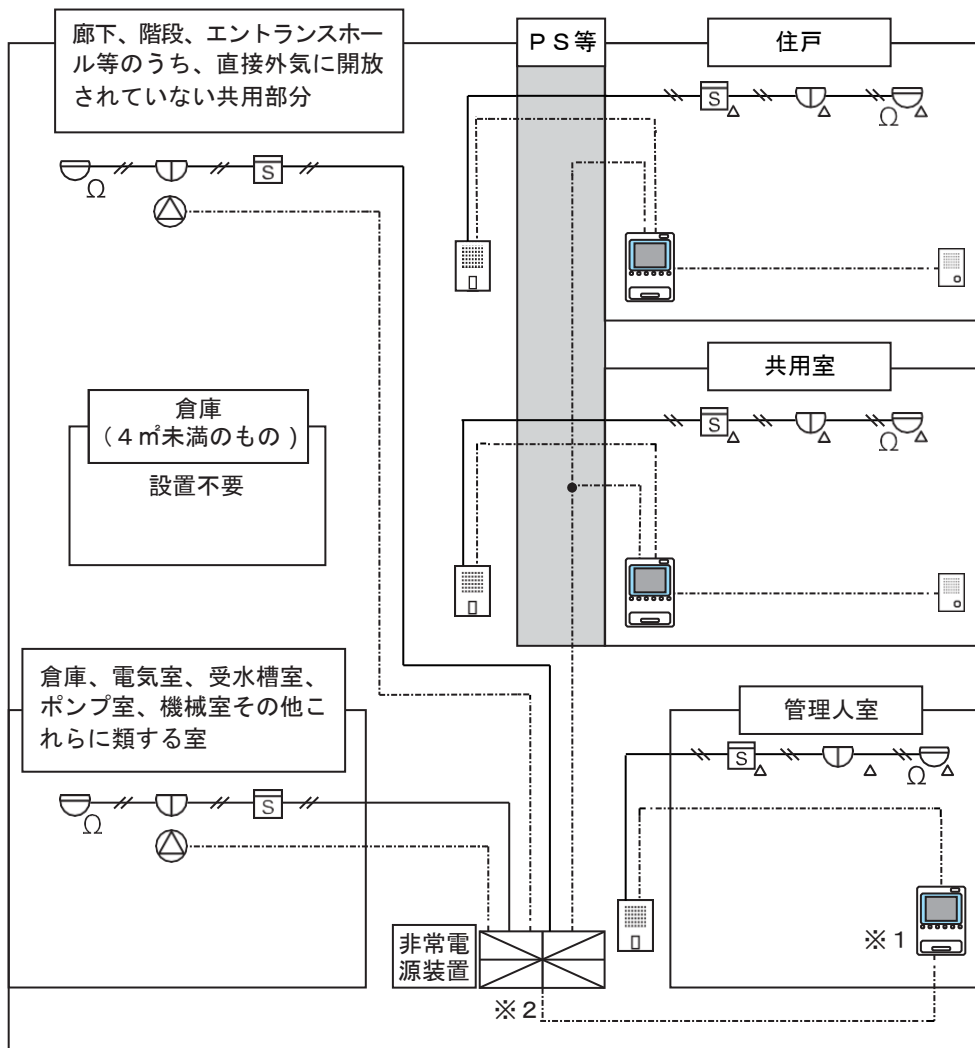 廊下、階段、エントランスホー
ル等のうち、直接外気に開放
されていない共用部分
ＰＳ等
住戸
S
Ω
S
Ω
共用室
S
Ω
倉庫
（４㎡未満のもの）
設置不要
倉庫、電気室、受水槽室、
ポンプ室、機械室その他こ
れらに類する室
管理人室
S
Ω
S
Ω
※１
非常電
源装置
※２